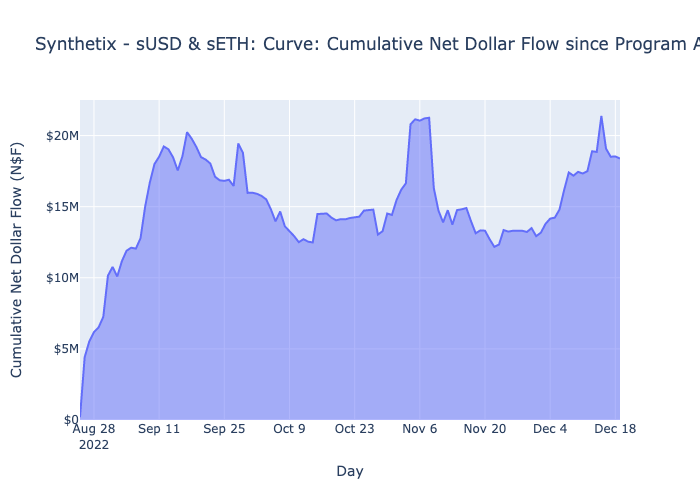 Synthetix - sUSD & sETH: Curve: Cumulative Net Dollar Flow since Program
Cumulative Net Dollar Flow (N$F)
$20M
$15M
$10M
$5M
$0
Aug 28 Sep 11 Sep 25 Oct 9 Oct 23 Nov 6 Nov 20 Dec 4 Dec 18
2022
Day